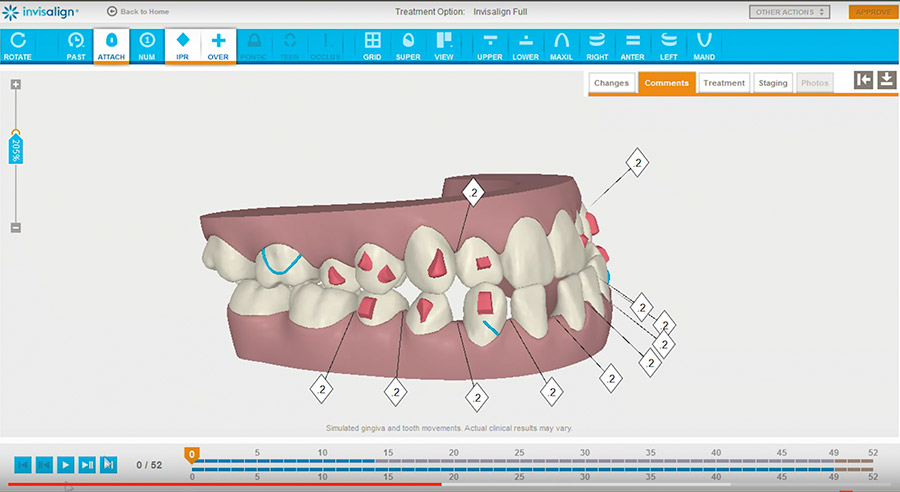 invisalign®
Back to Home
Treatment Option: Invisalign Full
OTHER ACTIONS
APPROVE
ROTATE PAST ATTACH NUM IPR OVER PONTIC TEETH OCCLUS GRID SUPER VIEW UPPER LOWER MAXIL RIGHT ANTER LEFT MAND
1
Changes Comments Treatment Staging Photos
205%
.2
.2
.2
.2
.2
.2
.2 .2 .2 .2 .2
Simulated gingiva and tooth movements. Actual clinical results may vary.
0 5 10 15 20 25 30 35 40 45 49 52
0 / 52
0 5 10 15 20 25 30 35 40 45 49 52